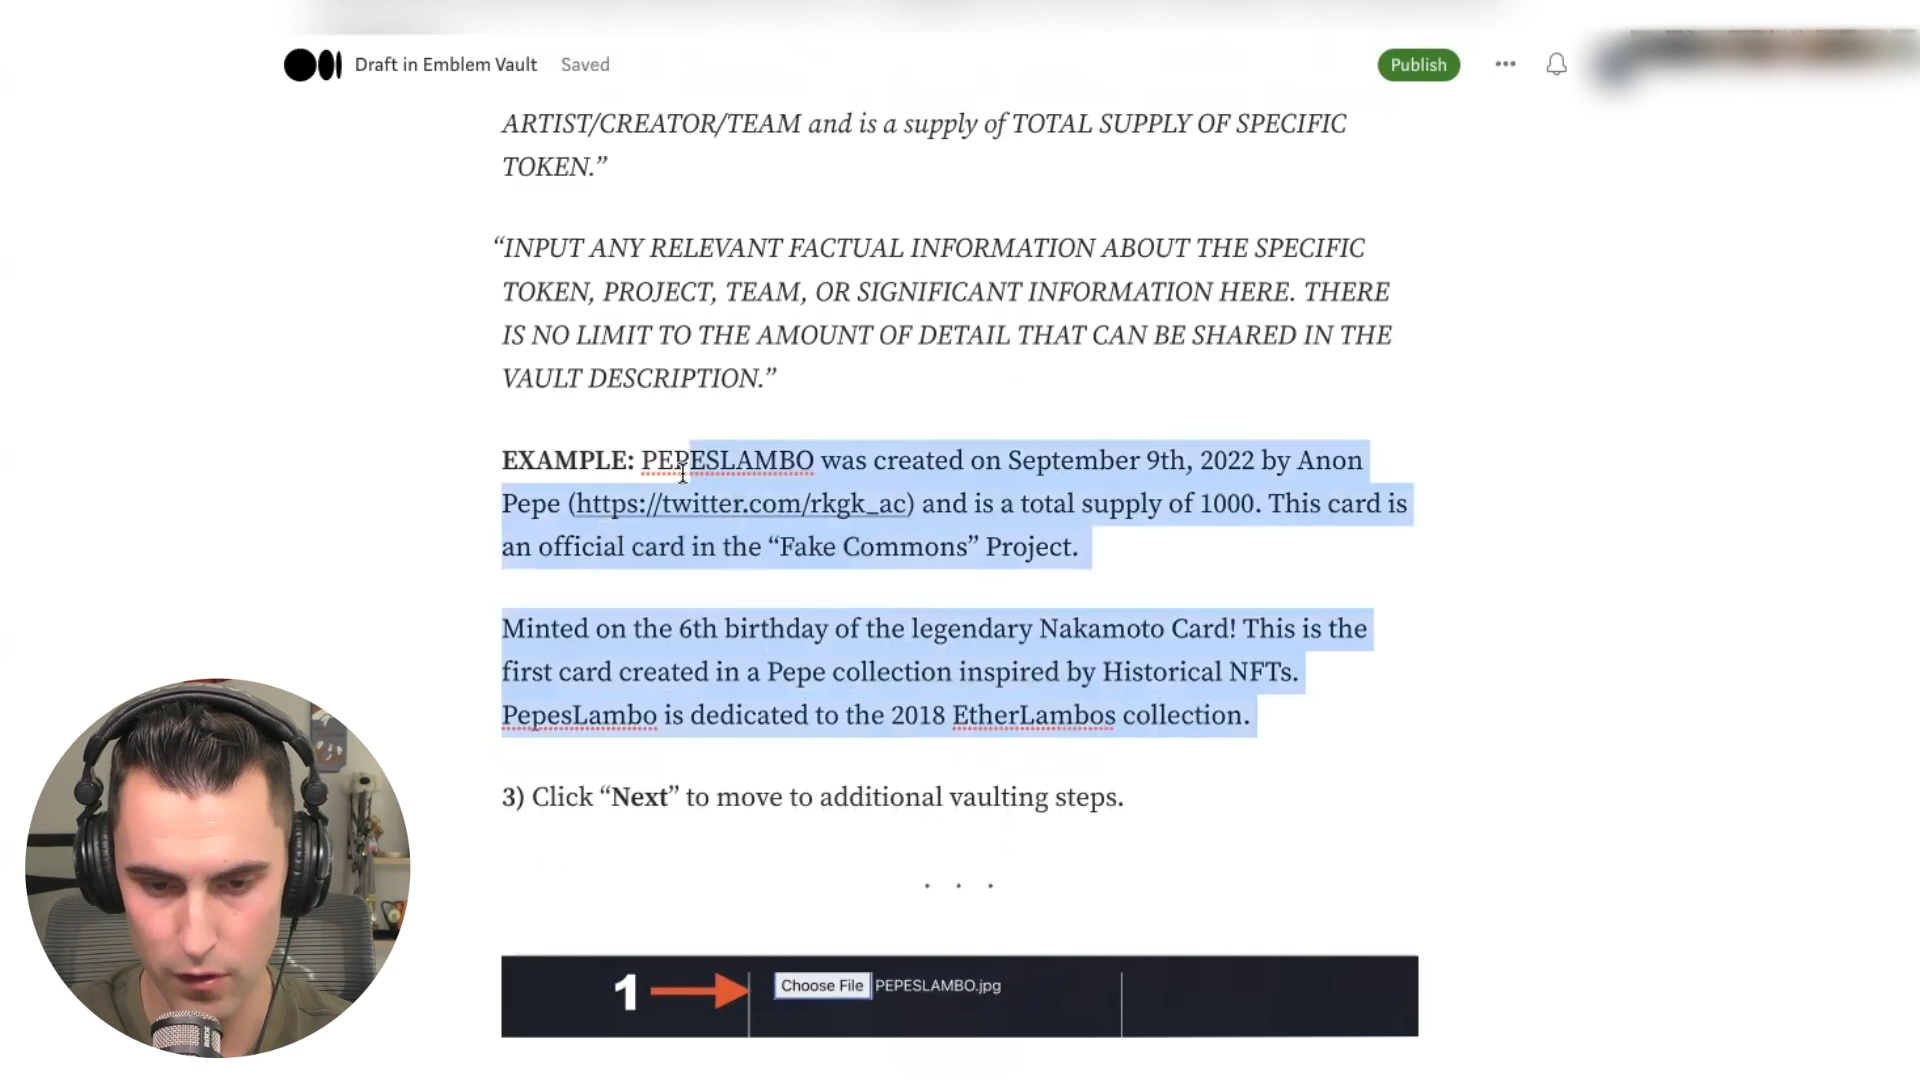 Draft in Emblem Vault Saved
Publish
ARTIST/CREATOR/TEAM and is a supply of TOTAL SUPPLY OF SPECIFIC
TOKEN.”
“INPUT ANY RELEVANT FACTUAL INFORMATION ABOUT THE SPECIFIC
TOKEN, PROJECT, TEAM, OR SIGNIFICANT INFORMATION HERE. THERE
IS NO LIMIT TO THE AMOUNT OF DETAIL THAT CAN BE SHARED IN THE
VAULT DESCRIPTION.”
EXAMPLE: PEPESLAMBO was created on September 9th, 2022 by Anon
Pepe (https://twitter.com/rkgk_ac) and is a total supply of 1000. This card is
an official card in the “Fake Commons” Project.
Minted on the 6th birthday of the legendary Nakamoto Card! This is the
first card created in a Pepe collection inspired by Historical NFTs.
PepesLambo is dedicated to the 2018 EtherLambos collection.
3) Click “Next” to move to additional vaulting steps.
. . .
1 Choose File PEPESLAMBO.jpg
RODE